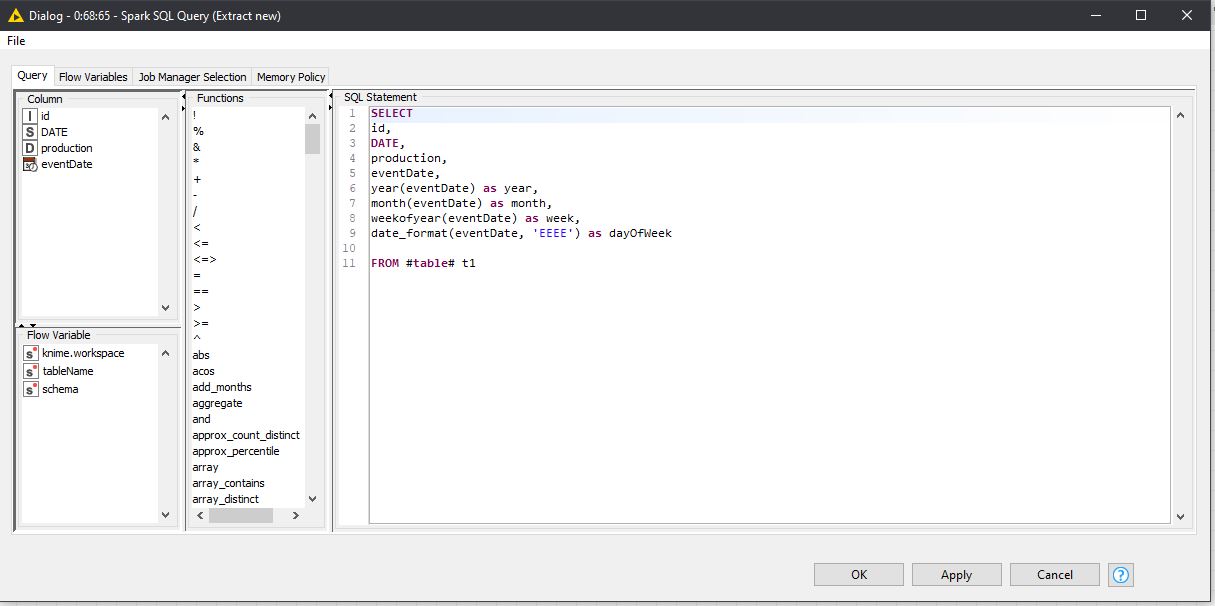 Dialog - 0:68:65 - Spark SQL Query (Extract new)
File
Query Flow Variables Job Manager Selection Memory Policy
Column
I id
S DATE
D production
eventDate
Flow Variable
s knime.workspace
s tableName
s schema
Functions
!
%
&
*
+
-
/
<
<=
<=>
=
==
>
>=
^
abs
acos
add_months
aggregate
and
approx_count_distinct
approx_percentile
array
array_contains
array_distinct
SQL Statement
1 SELECT
2 id,
3 DATE,
4 production,
5 eventDate,
6 year(eventDate) as year,
7 month(eventDate) as month,
8 weekofyear(eventDate) as week,
9 date_format(eventDate, 'EEEE') as dayOfWeek
10
11 FROM #table# t1
OK Apply Cancel ?